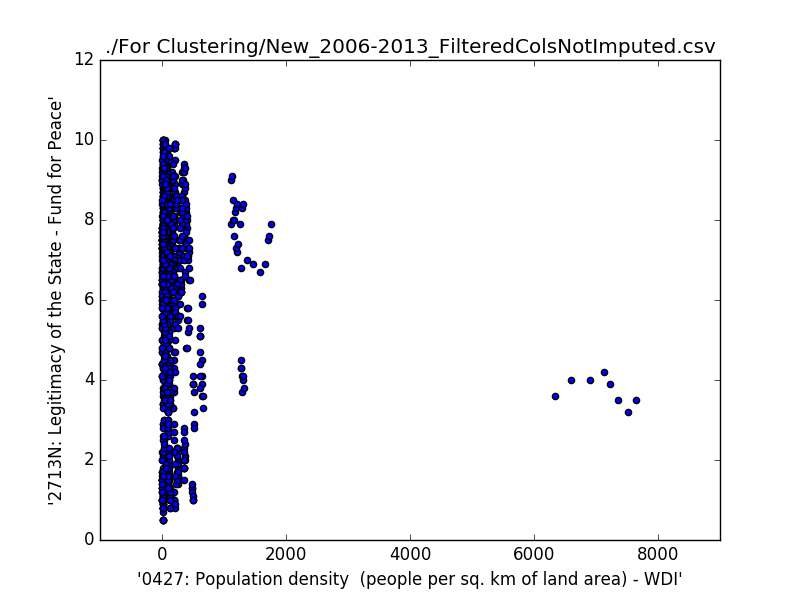 ./For Clustering/New_2006-2013_FilteredColsNotImputed.csv
12
10
8
6
4
2
0
'2713N: Legitimacy of the State - Fund for Peace'
0 2000 4000 6000 8000
'0427: Population density  (people per sq. km of land area) - WDI'